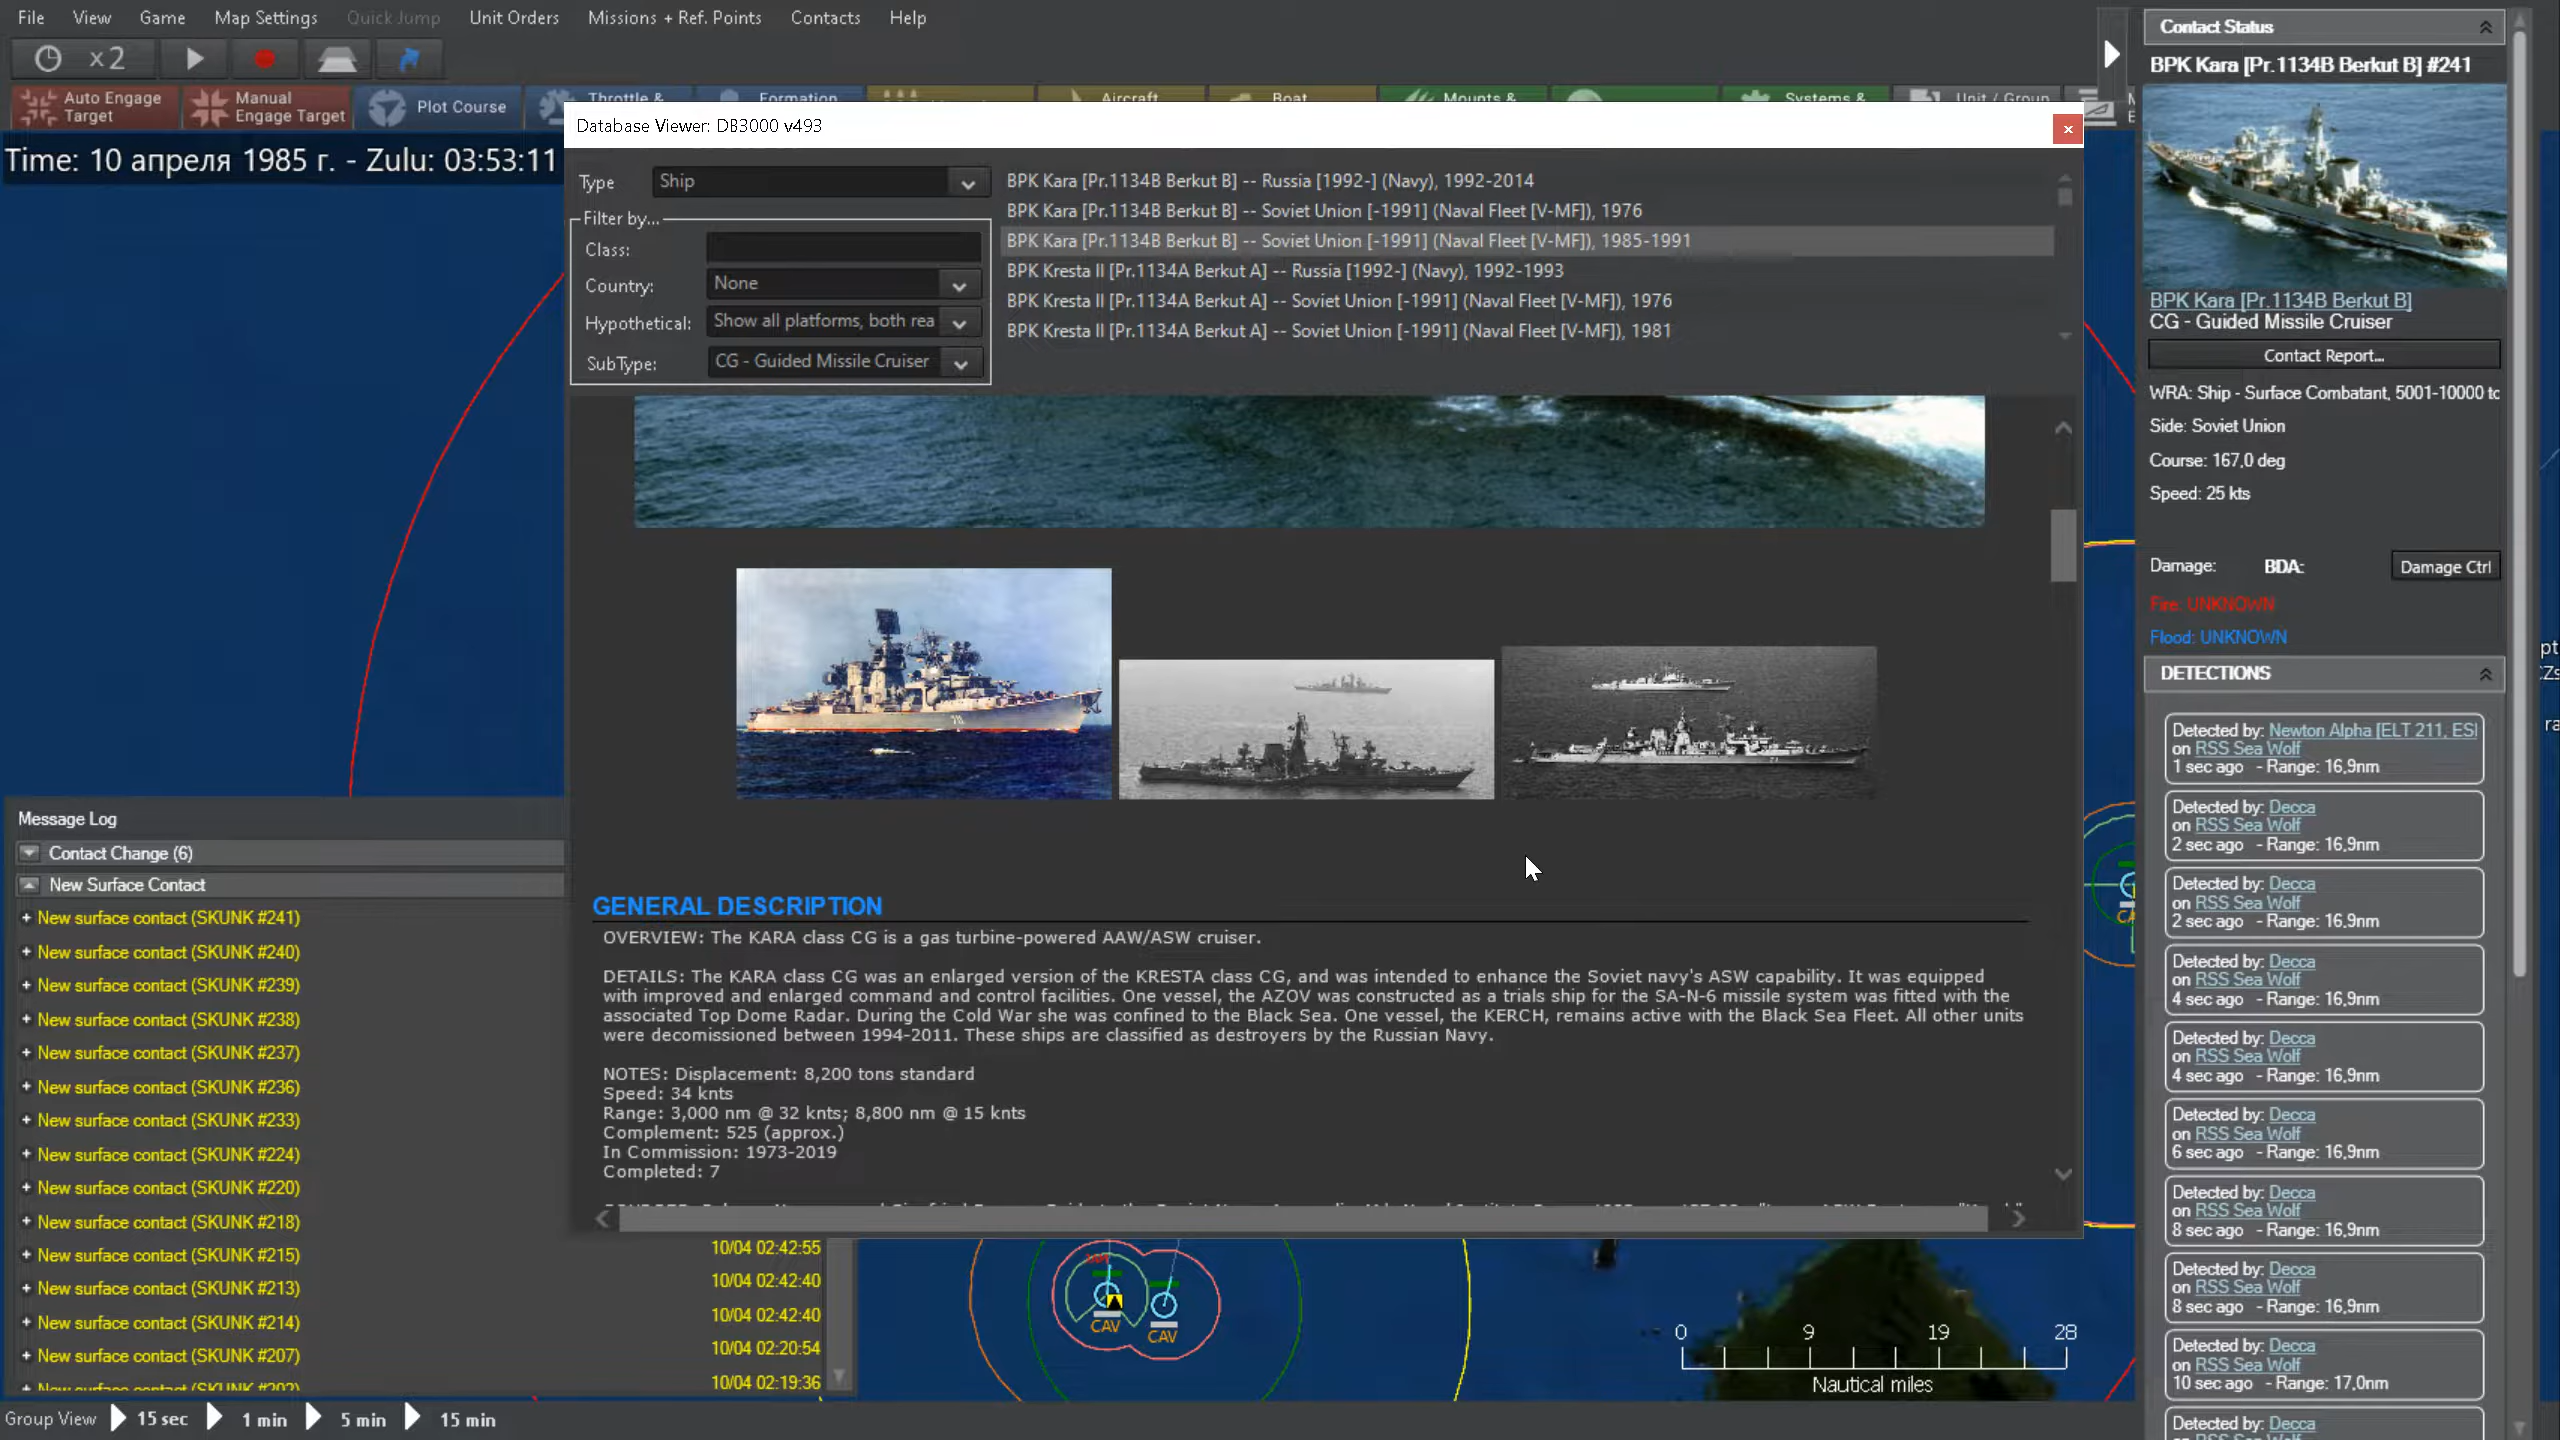 File View Game Map Settings Quick Jump Unit Orders Missions + Ref. Points Contacts Help
x 2
Auto Engage Target
Manual Engage Target
Plot Course
Throttle &
Formation
Aircraft
Boat
Mounts &
Systems &
Unit / Group
Time: 10 апреля 1985 г. - Zulu: 03:53:11
Database Viewer: DB3000 v493
Type Ship
Filter by...
Class:
Country: None
Hypothetical: Show all platforms, both rea
SubType: CG - Guided Missile Cruiser
BPK Kara [Pr.1134B Berkut B] -- Russia [1992-] (Navy), 1992-2014
BPK Kara [Pr.1134B Berkut B] -- Soviet Union [-1991] (Naval Fleet [V-MF]), 1976
BPK Kara [Pr.1134B Berkut B] -- Soviet Union [-1991] (Naval Fleet [V-MF]), 1985-1991
BPK Kresta II [Pr.1134A Berkut A] -- Russia [1992-] (Navy), 1992-1993
BPK Kresta II [Pr.1134A Berkut A] -- Soviet Union [-1991] (Naval Fleet [V-MF]), 1976
BPK Kresta II [Pr.1134A Berkut A] -- Soviet Union [-1991] (Naval Fleet [V-MF]), 1981
GENERAL DESCRIPTION
OVERVIEW: The KARA class CG is a gas turbine-powered AAW/ASW cruiser.
DETAILS: The KARA class CG was an enlarged version of the KRESTA class CG, and was intended to enhance the Soviet navy's ASW capability. It was equipped
with improved and enlarged command and control facilities. One vessel, the AZOV was constructed as a trials ship for the SA-N-6 missile system was fitted with the
associated Top Dome Radar. During the Cold War she was confined to the Black Sea. One vessel, the KERCH, remains active with the Black Sea Fleet. All other units
were decomissioned between 1994-2011. These ships are classified as destroyers by the Russian Navy.
NOTES: Displacement: 8,200 tons standard
Speed: 34 knts
Range: 3,000 nm @ 32 knts; 8,800 nm @ 15 knts
Complement: 525 (approx.)
In Commission: 1973-2019
Completed: 7
Message Log
Contact Change (6)
New Surface Contact
+ New surface contact (SKUNK #241)
+ New surface contact (SKUNK #240)
+ New surface contact (SKUNK #239)
+ New surface contact (SKUNK #238)
+ New surface contact (SKUNK #237)
+ New surface contact (SKUNK #236)
+ New surface contact (SKUNK #233)
+ New surface contact (SKUNK #224)
+ New surface contact (SKUNK #220)
+ New surface contact (SKUNK #218)
+ New surface contact (SKUNK #215) 10/04 02:42:55
+ New surface contact (SKUNK #213) 10/04 02:42:40
+ New surface contact (SKUNK #214) 10/04 02:42:40
+ New surface contact (SKUNK #207) 10/04 02:20:54
+ New surface contact (SKUNK #202) 10/04 02:19:36
Group View 15 sec 1 min 5 min 15 min
CAV
CAV
0 9 19 28
Nautical miles
Contact Status
BPK Kara [Pr.1134B Berkut B] #241
BPK Kara [Pr.1134B Berkut B]
CG - Guided Missile Cruiser
Contact Report...
WRA: Ship - Surface Combatant, 5001-10000 to
Side: Soviet Union
Course: 167,0 deg
Speed: 25 kts
Damage: BDA: Damage Ctrl
Fire: UNKNOWN
Flood: UNKNOWN
DETECTIONS
Detected by: Newton Alpha [ELT 211, ES
on RSS Sea Wolf
1 sec ago - Range: 16,9nm
Detected by: Decca
on RSS Sea Wolf
2 sec ago - Range: 16,9nm
Detected by: Decca
on RSS Sea Wolf
2 sec ago - Range: 16,9nm
Detected by: Decca
on RSS Sea Wolf
4 sec ago - Range: 16,9nm
Detected by: Decca
on RSS Sea Wolf
4 sec ago - Range: 16,9nm
Detected by: Decca
on RSS Sea Wolf
6 sec ago - Range: 16,9nm
Detected by: Decca
on RSS Sea Wolf
8 sec ago - Range: 16,9nm
Detected by: Decca
on RSS Sea Wolf
8 sec ago - Range: 16,9nm
Detected by: Decca
on RSS Sea Wolf
10 sec ago - Range: 17,0nm
Detected by: Decca